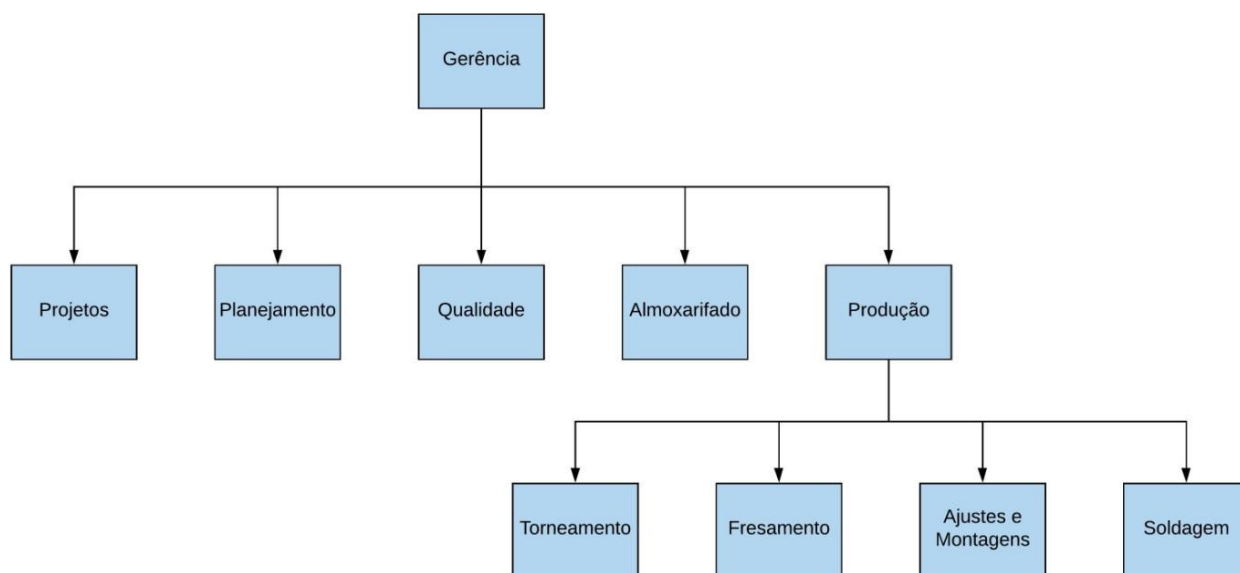 Gerência
Projetos
Planejamento
Qualidade
Almoxarifado
Produção
Torneamento
Fresamento
Ajustes e
Montagens
Soldagem